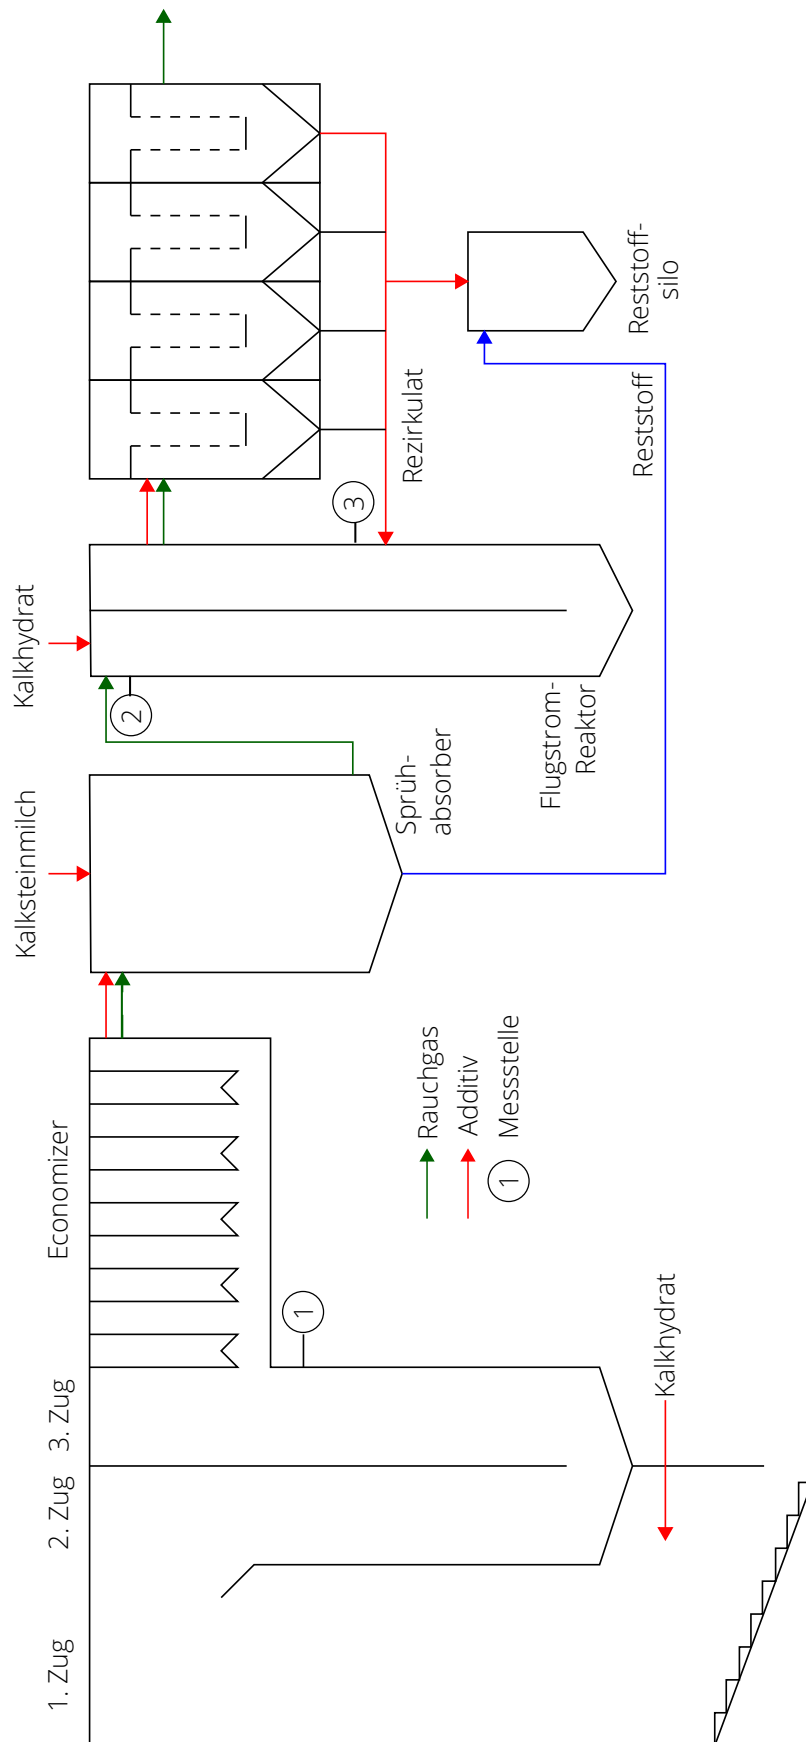 1. Zug
2. Zug
3. Zug
Economizer
Kalksteinmilch
Kalkhydrat
1
Kalkhydrat
Rauchgas
Additiv
1
Messstelle
Sprüh-
absorber
2
Flugstrom-
Reaktor
3
Rezirkulat
Reststoff
Reststoff-
silo